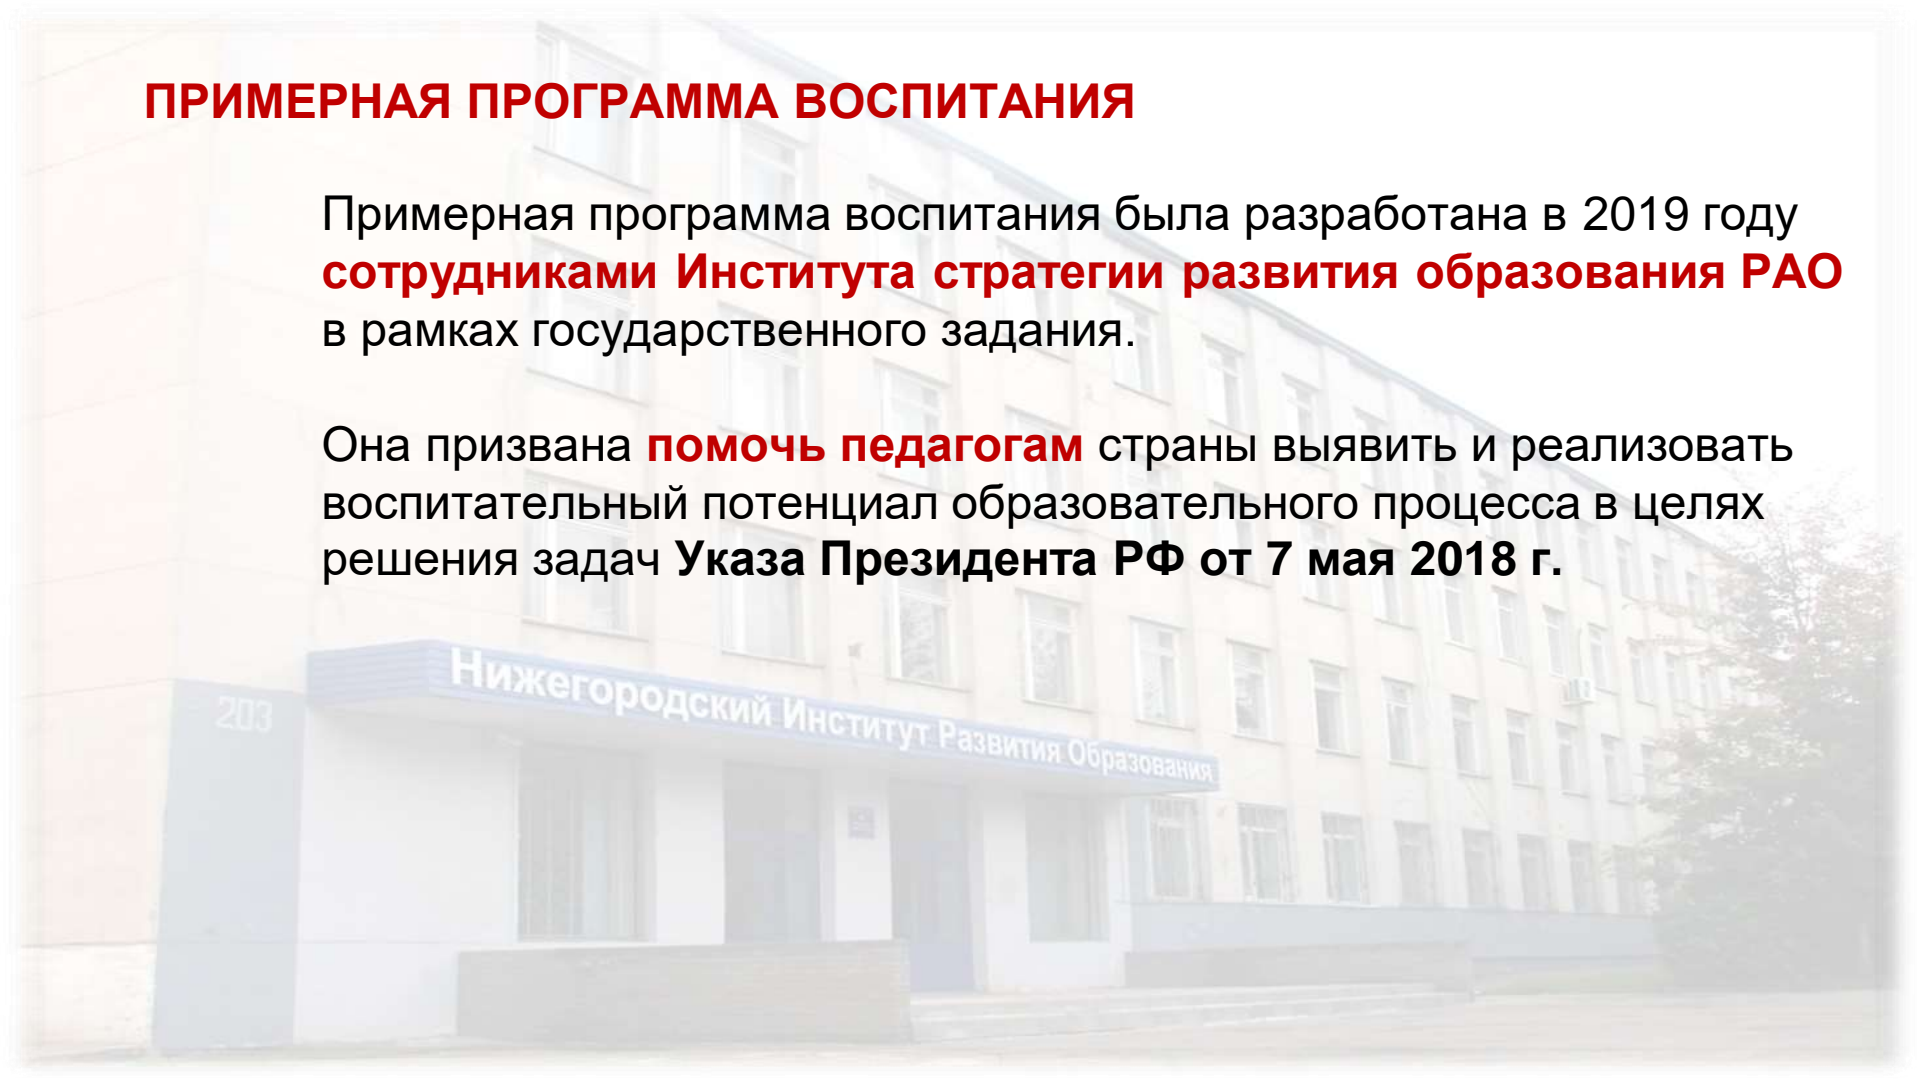 ПРИМЕРНАЯ ПРОГРАММА ВОСПИТАНИЯ
Примерная программа воспитания была разработана в 2019 году
сотрудниками Института стратегии развития образования РАО
в рамках государственного задания.
Она призвана помочь педагогам страны выявить и реализовать
воспитательный потенциал образовательного процесса в целях
решения задач Указа Президента РФ от 7 мая 2018 г.
Нижегородский Институт Развития Образования
203